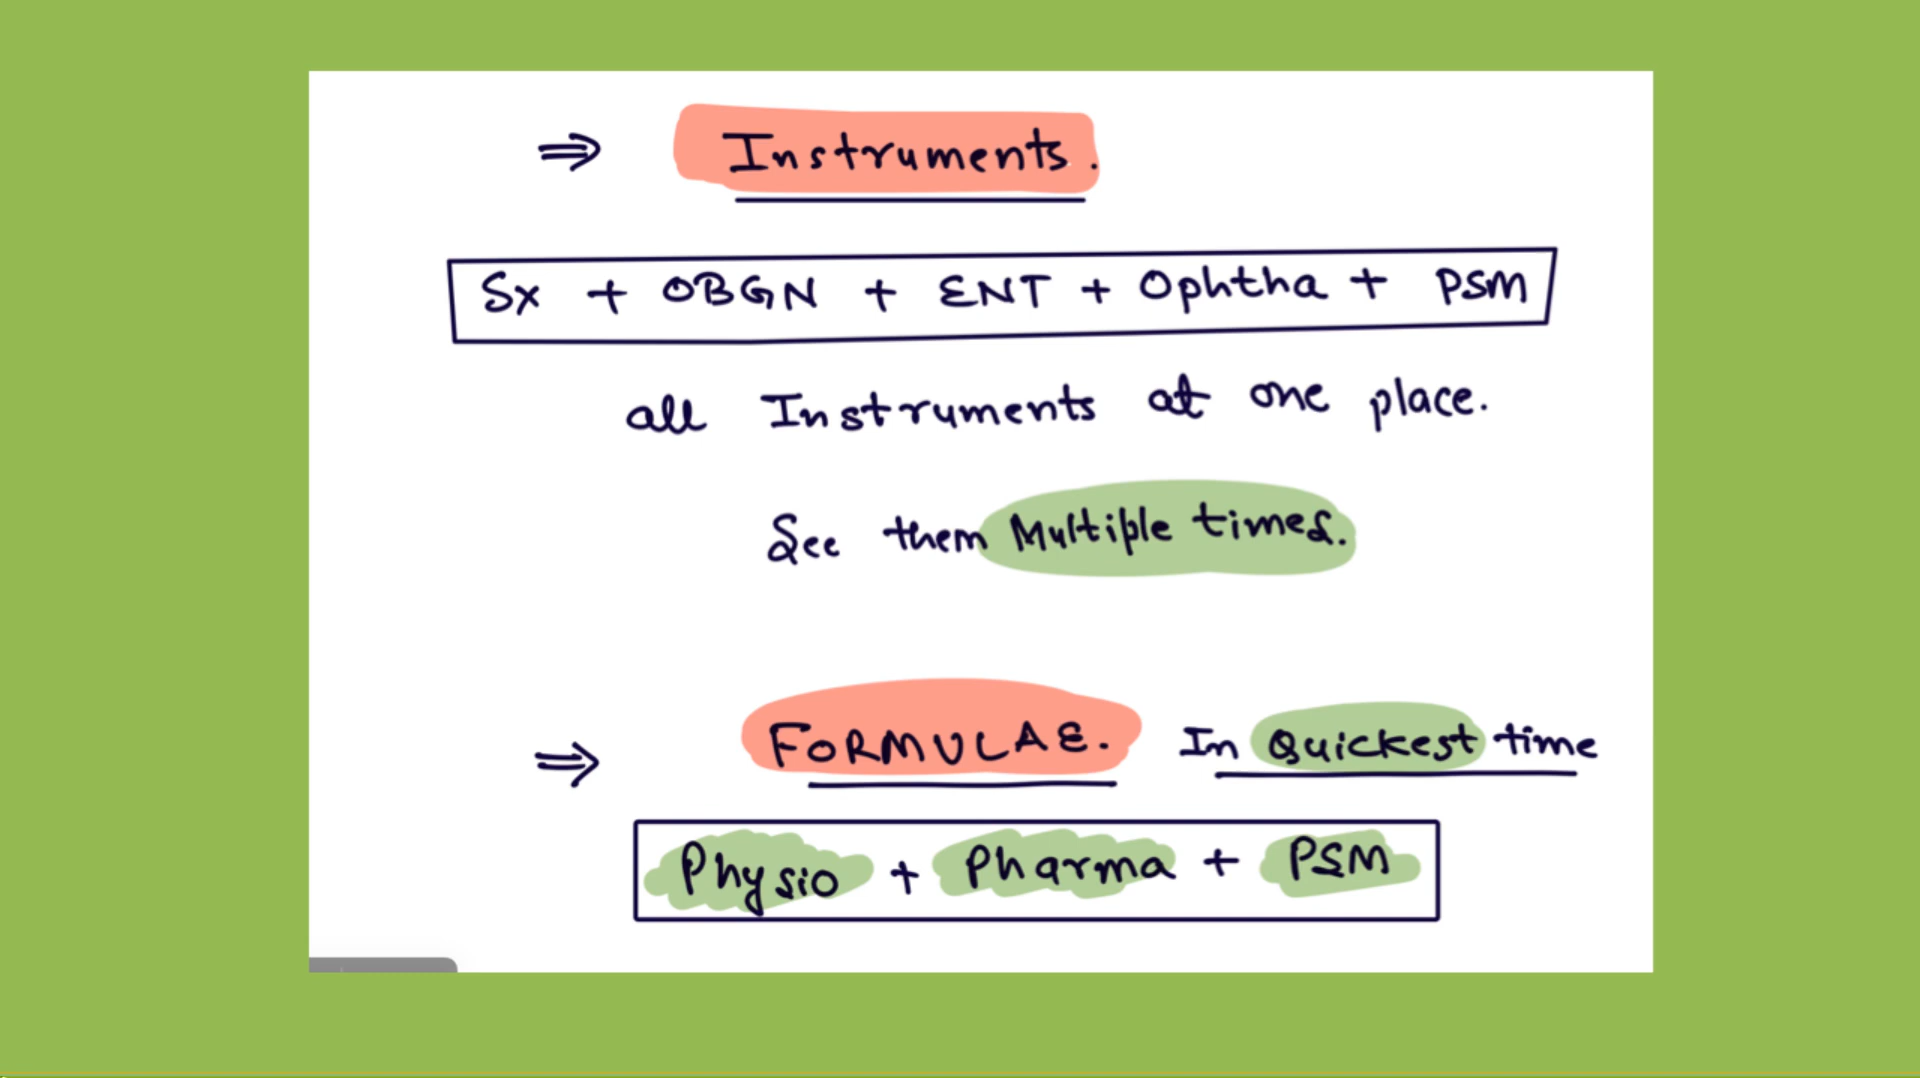 ⇒ Instruments.
Sx + OBGN + ENT + Ophtha + PSM
all Instruments at one place.
See them Multiple times.
⇒ FORMULAE. In Quickest time
Physio + Pharma + PSM